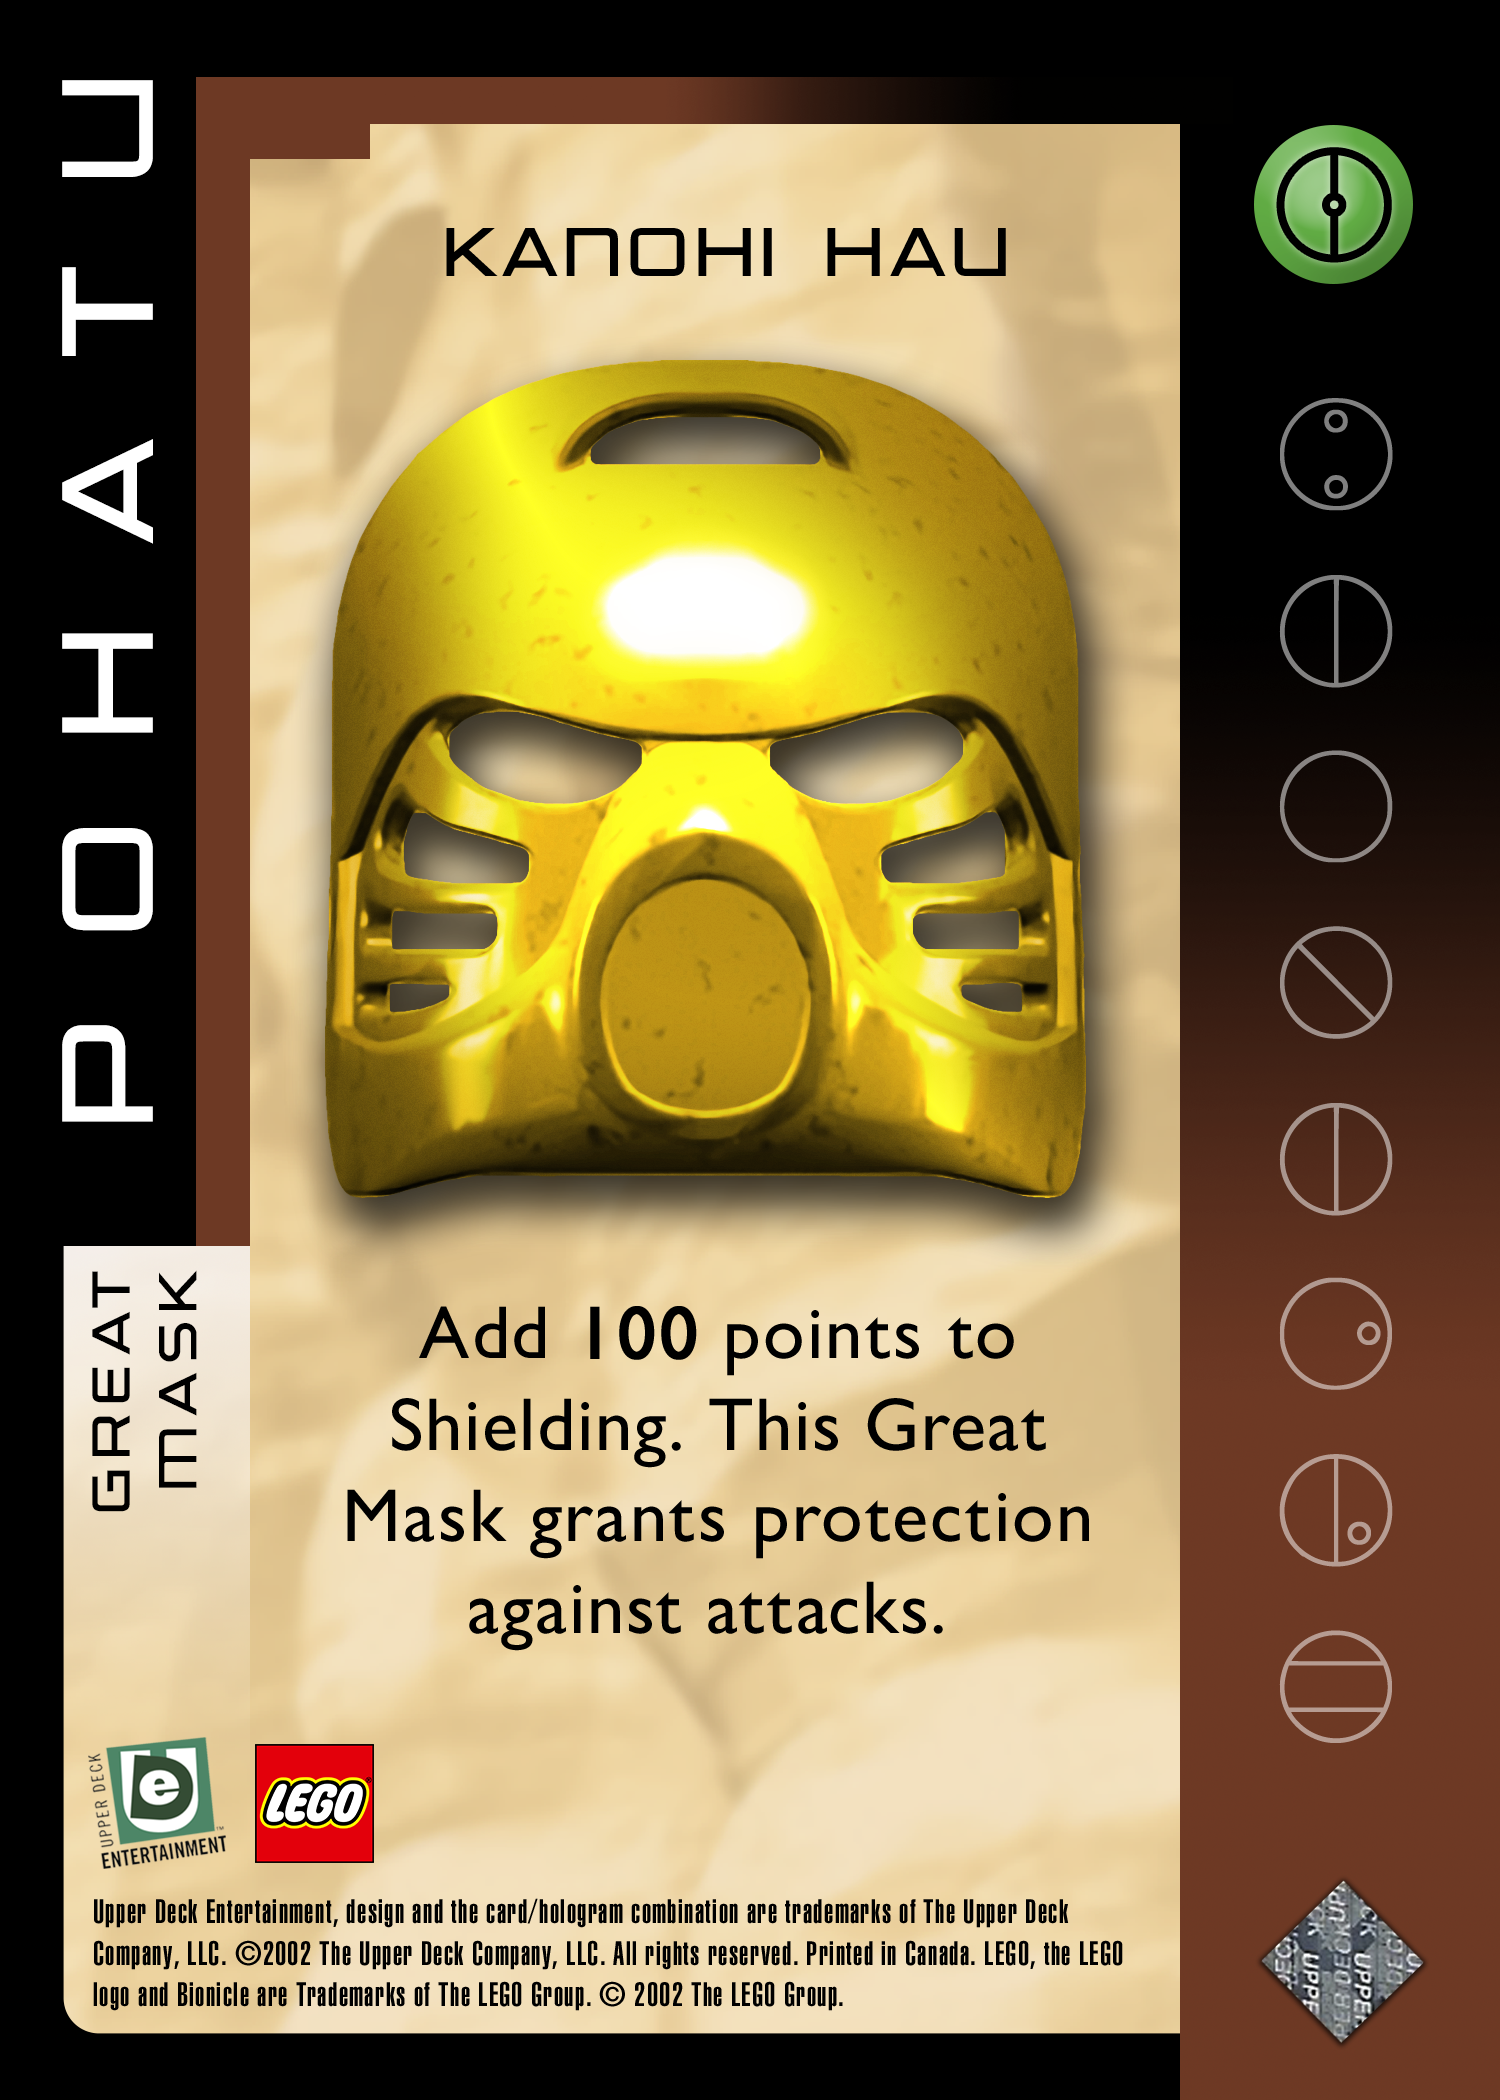 POHATU
KANOHI HAU
GREAT
MASK
Add 100 points to
Shielding. This Great
Mask grants protection
against attacks.
UPPER DECK
e
ENTERTAINMENT
™
LEGO
Upper Deck Entertainment, design and the card/hologram combination are trademarks of The Upper Deck
Company, LLC. ©2002 The Upper Deck Company, LLC. All rights reserved. Printed in Canada. LEGO, the LEGO
logo and Bionicle are Trademarks of The LEGO Group. © 2002 The LEGO Group.